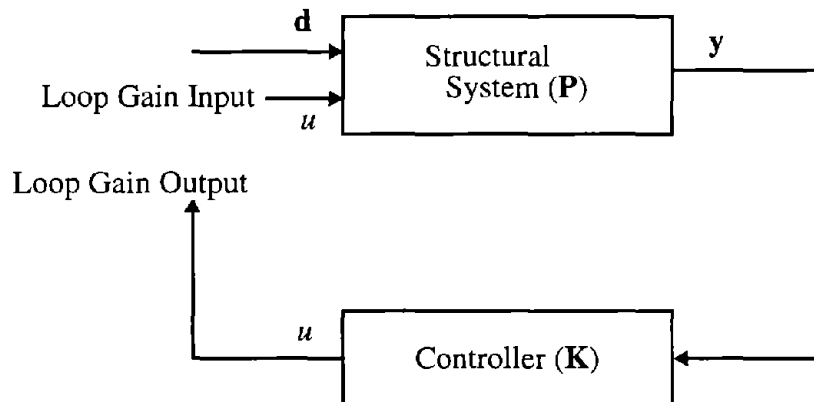 d
Structural
System (P)
y
Loop Gain Input
u
Loop Gain Output
u
Controller (K)